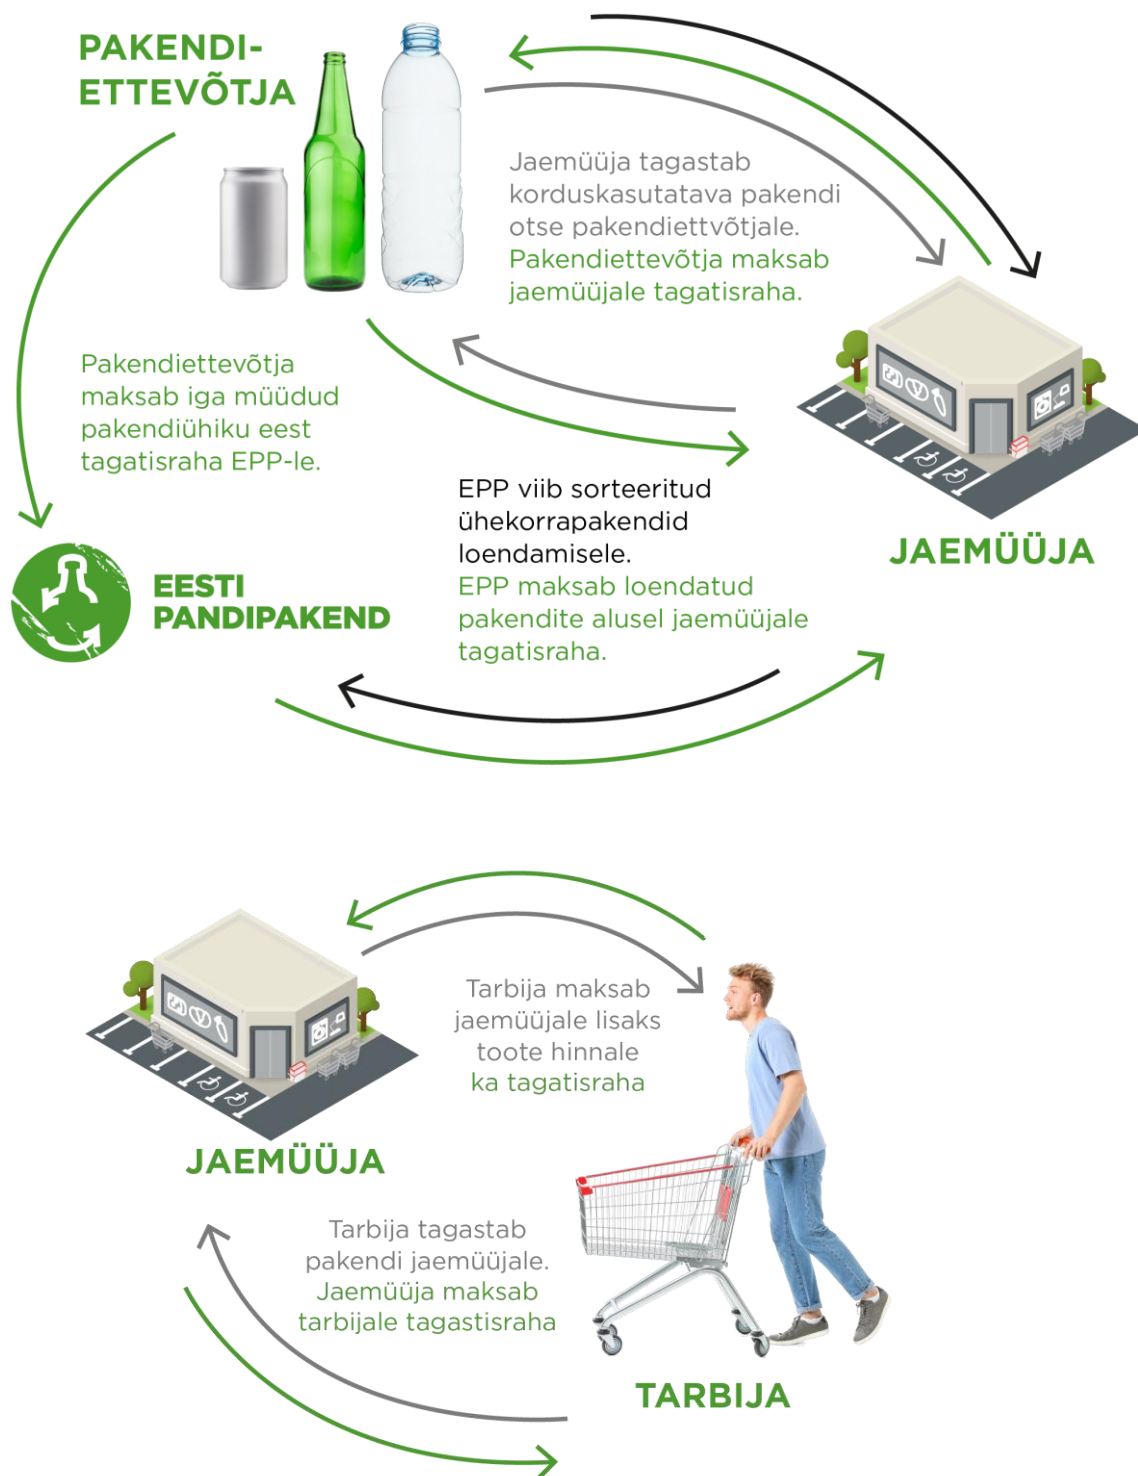 PAKENDI-
ETTEVÕTJA
Jaemüüja tagastab
korduskasutatava pakendi
otse pakendiettvõtjale.
Pakendiettevõtja maksab
jaemüüjale tagatisraha.
Pakendiettevõtja
maksab iga müüdud
pakendiühiku eest
tagatisraha EPP-le.
EPP viib sorteeritud
ühekorrapakendid
loendamisele.
EPP maksab loendatud
pakendite alusel jaemüüjale
tagatisraha.
JAEMÜÜJA
EESTI
PANDIPAKEND
Tarbija maksab
jaemüüjale lisaks
toote hinnale
ka tagatisraha
JAEMÜÜJA
Tarbija tagastab
pakendi jaemüüjale.
Jaemüüja maksab
tarbijale tagastisraha
TARBIJA